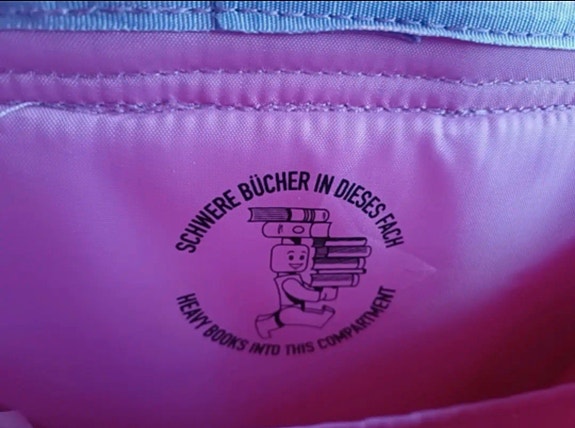 SCHWERE BÜCHER IN DIESES FACH
HEAVY BOOKS INTO THIS COMPARTMENT